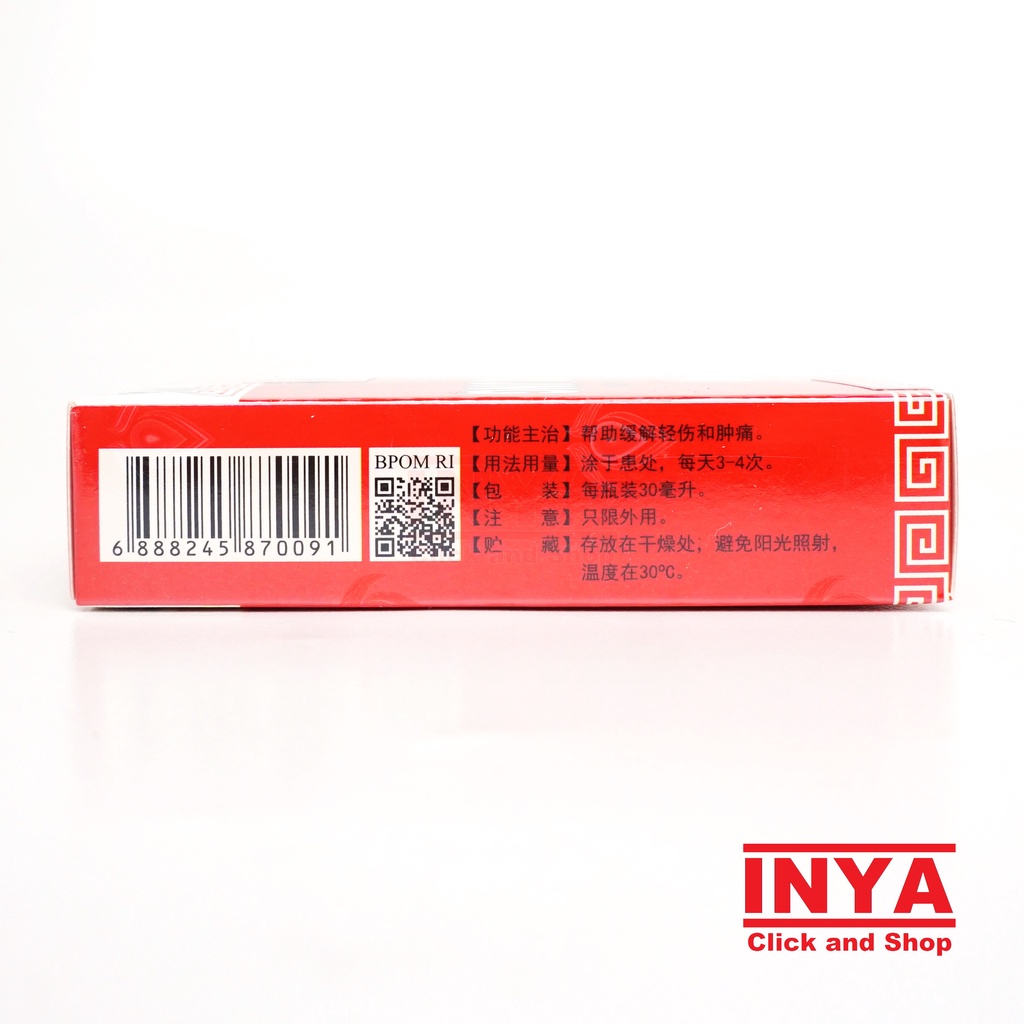 BPOM RI
6 888245 870091
【功能主治】帮助缓解轻伤和肿痛。
【用法用量】涂于患处，每天3-4次。
【包 装】每瓶装30毫升。
【注 意】只限外用。
【贮 藏】存放在干燥处；避免阳光照射，
温度在30ºC。
INYA
Click and Shop